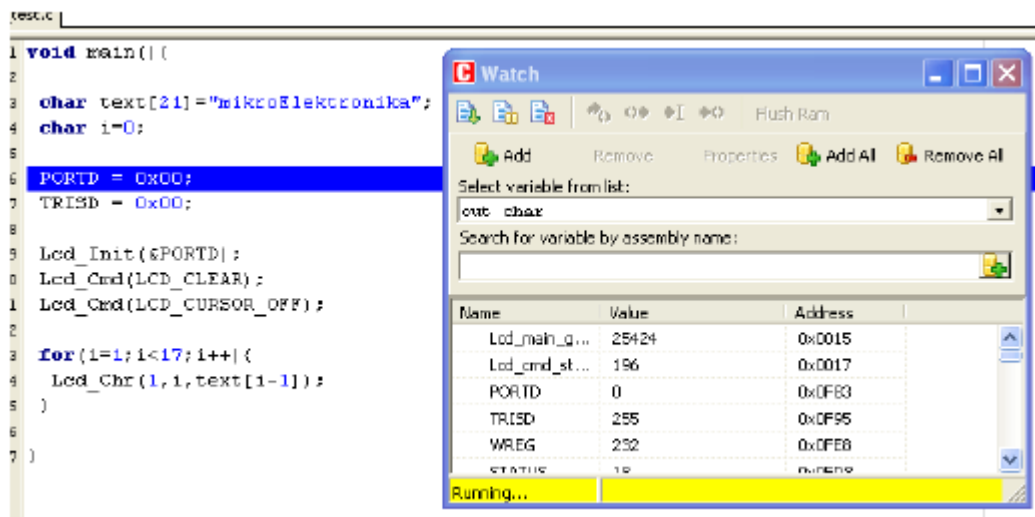 test.c
1 void main(){
2
3 char text[21]="mikroElektronika";
4 char i=0;
5
6 PORTD = 0x00;
7 TRISD = 0x00;
8
9 Lcd_Init(&PORTD);
0 Lcd_Cmd(LCD_CLEAR);
1 Lcd_Cmd(LCD_CURSOR_OFF);
2
3 for(i=1;i<17;i++){
4 Lcd_Chr(1,i,text[i-1]);
5 }
6
7 }
Watch
Flush Ram
Add Remove Properties Add All Remove All
Select variable from list:
out_char
Search for variable by assembly name:
Name Value Address
Lcd_main_g... 25424 0x0015
Lcd_cmd_st... 196 0x0017
PORTD 0 0x0F83
TRISD 255 0x0F95
WREG 232 0x0FE8
STATUS 18 0x0FD8
Running...